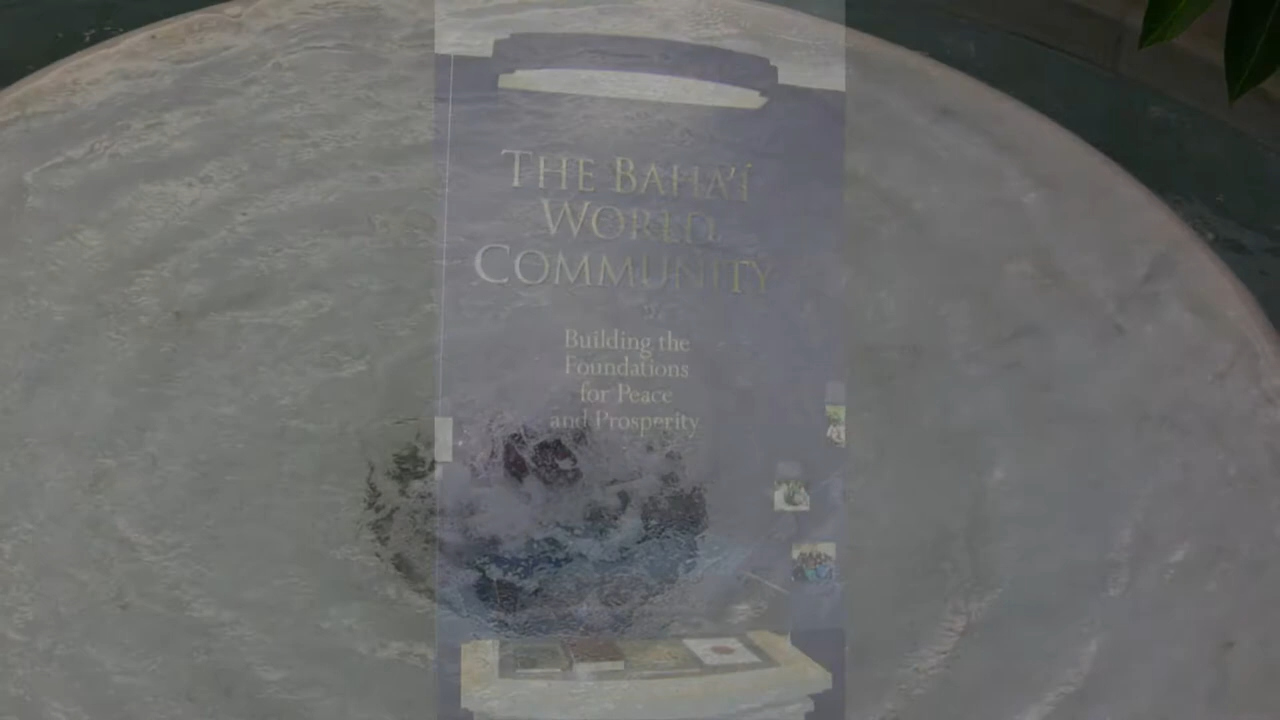 THE BAHÁ'Í
WORLD
COMMUNITY
Building the
Foundations
for Peace
and Prosperity